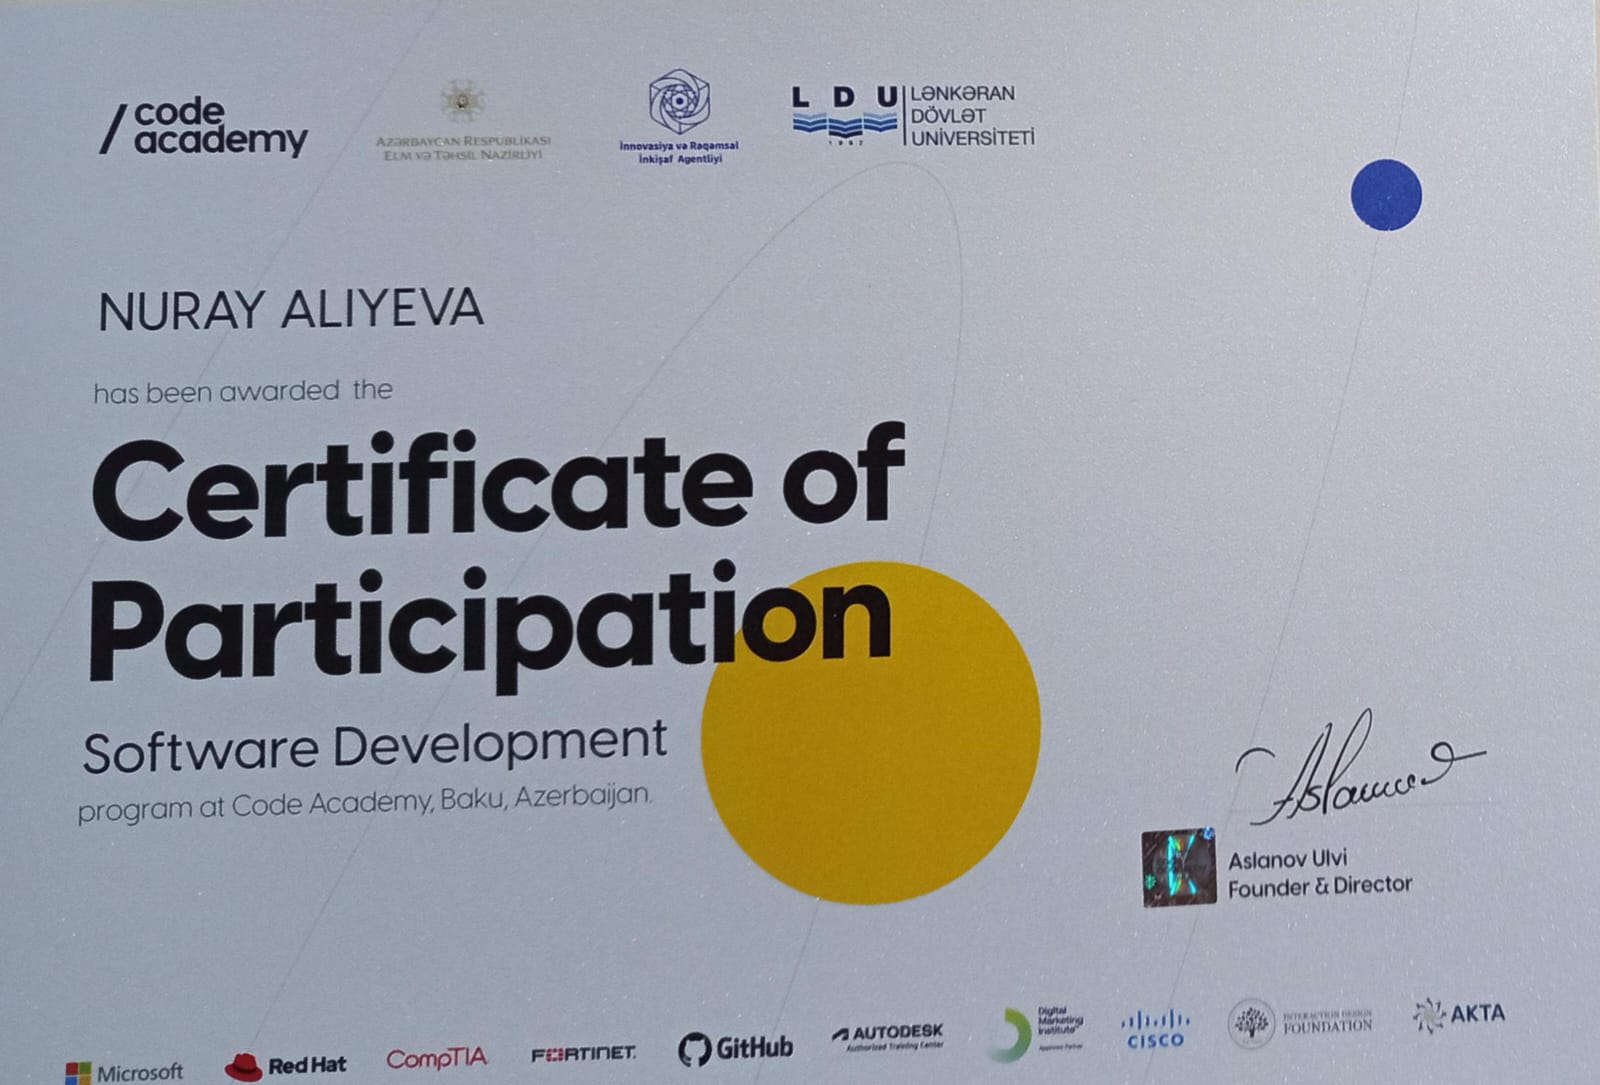 code
academy
AZƏRBAYCAN RESPUBLİKASI
ELM VƏ TƏHSİL NAZİRLİYİ
İnnovasiya və Rəqəmsal
İnkişaf Agentliyi
LDU
1992
LƏNKƏRAN
DÖVLƏT
UNİVERSİTETİ
NURAY ALIYEVA
has been awarded the
Certificate of
Participation
Software Development
program at Code Academy, Baku, Azerbaijan.
Aslanov Ulvi
Founder & Director
Microsoft
Red Hat
CompTIA
FORTINET
GitHub
AUTODESK
Authorized Training Center
Digital
Marketing
Institute
Approved Partner
CISCO
INTERACTION DESIGN
FOUNDATION
AKTA